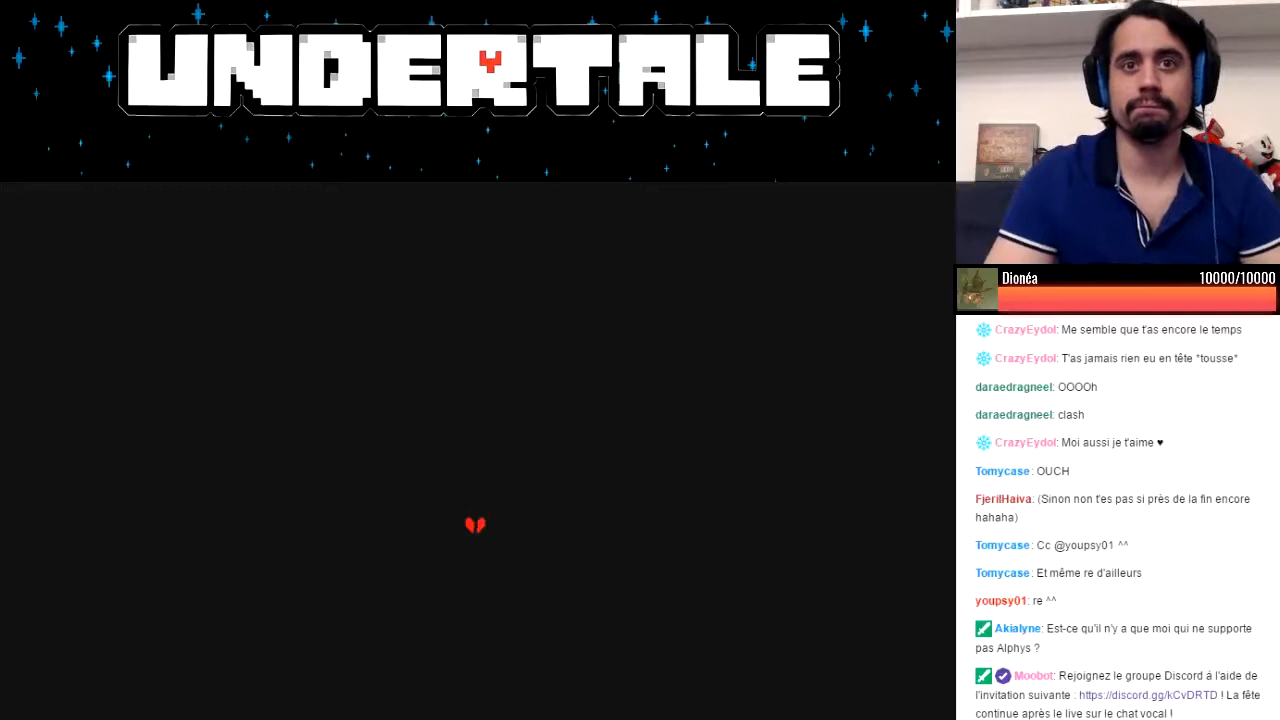 UNDERTALE
Dionéa 10000/10000
CrazyEydol: Me semble que t'as encore le temps
CrazyEydol: T'as jamais rien eu en tête *tousse*
daraedragneel: OOOOh
daraedragneel: clash
CrazyEydol: Moi aussi je t'aime ♥
Tomycase: OUCH
FjerilHaiva: (Sinon non t'es pas si près de la fin encore
hahaha)
Tomycase: Cc @youpsy01 ^^
Tomycase: Et même re d'ailleurs
youpsy01: re ^^
Akialyne: Est-ce qu'il n'y a que moi qui ne supporte
pas Alphys ?
Moobot: Rejoignez le groupe Discord á l'aide de
l'invitation suivante : https://discord.gg/kCvDRTD ! La fête
continue après le live sur le chat vocal !